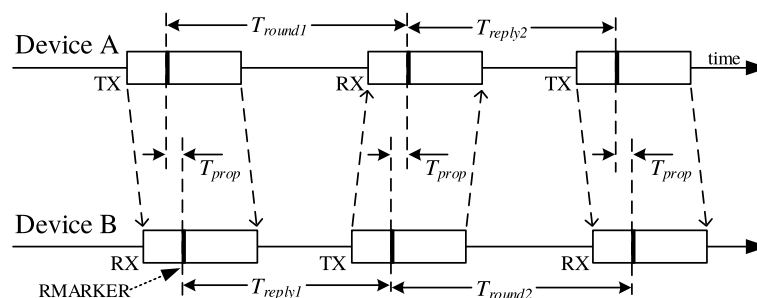 T_round1 T_reply2
Device A time
TX RX TX
T_prop T_prop T_prop
Device B
RX TX RX
RMARKER T_reply1 T_round2